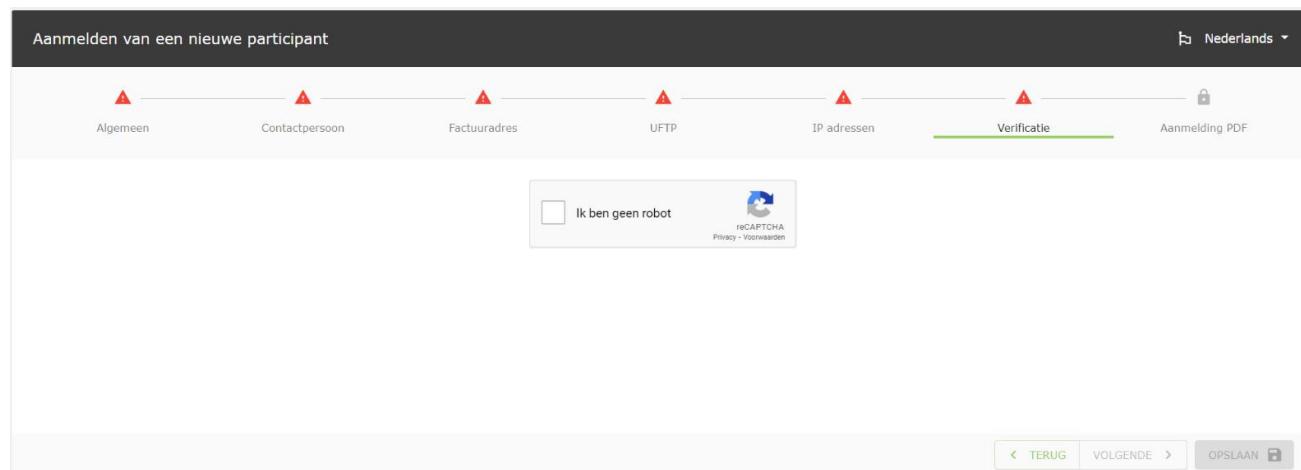 Aanmelden van een nieuwe participant
Nederlands
Algemeen
Contactpersoon
Factuuradres
UFTP
IP adressen
Verificatie
Aanmelding PDF
Ik ben geen robot
reCAPTCHA
Privacy - Voorwaarden
TERUG
VOLGENDE
OPSLAAN